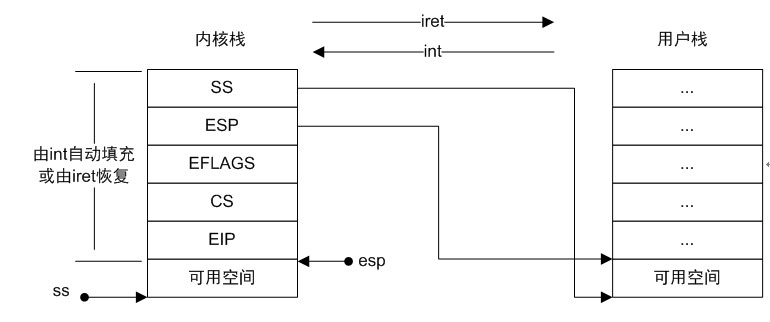 iret
int
内核栈
用户栈
SS
ESP
EFLAGS
CS
EIP
可用空间
由int自动填充
或由iret恢复
ss
esp
...
...
...
...
...
可用空间